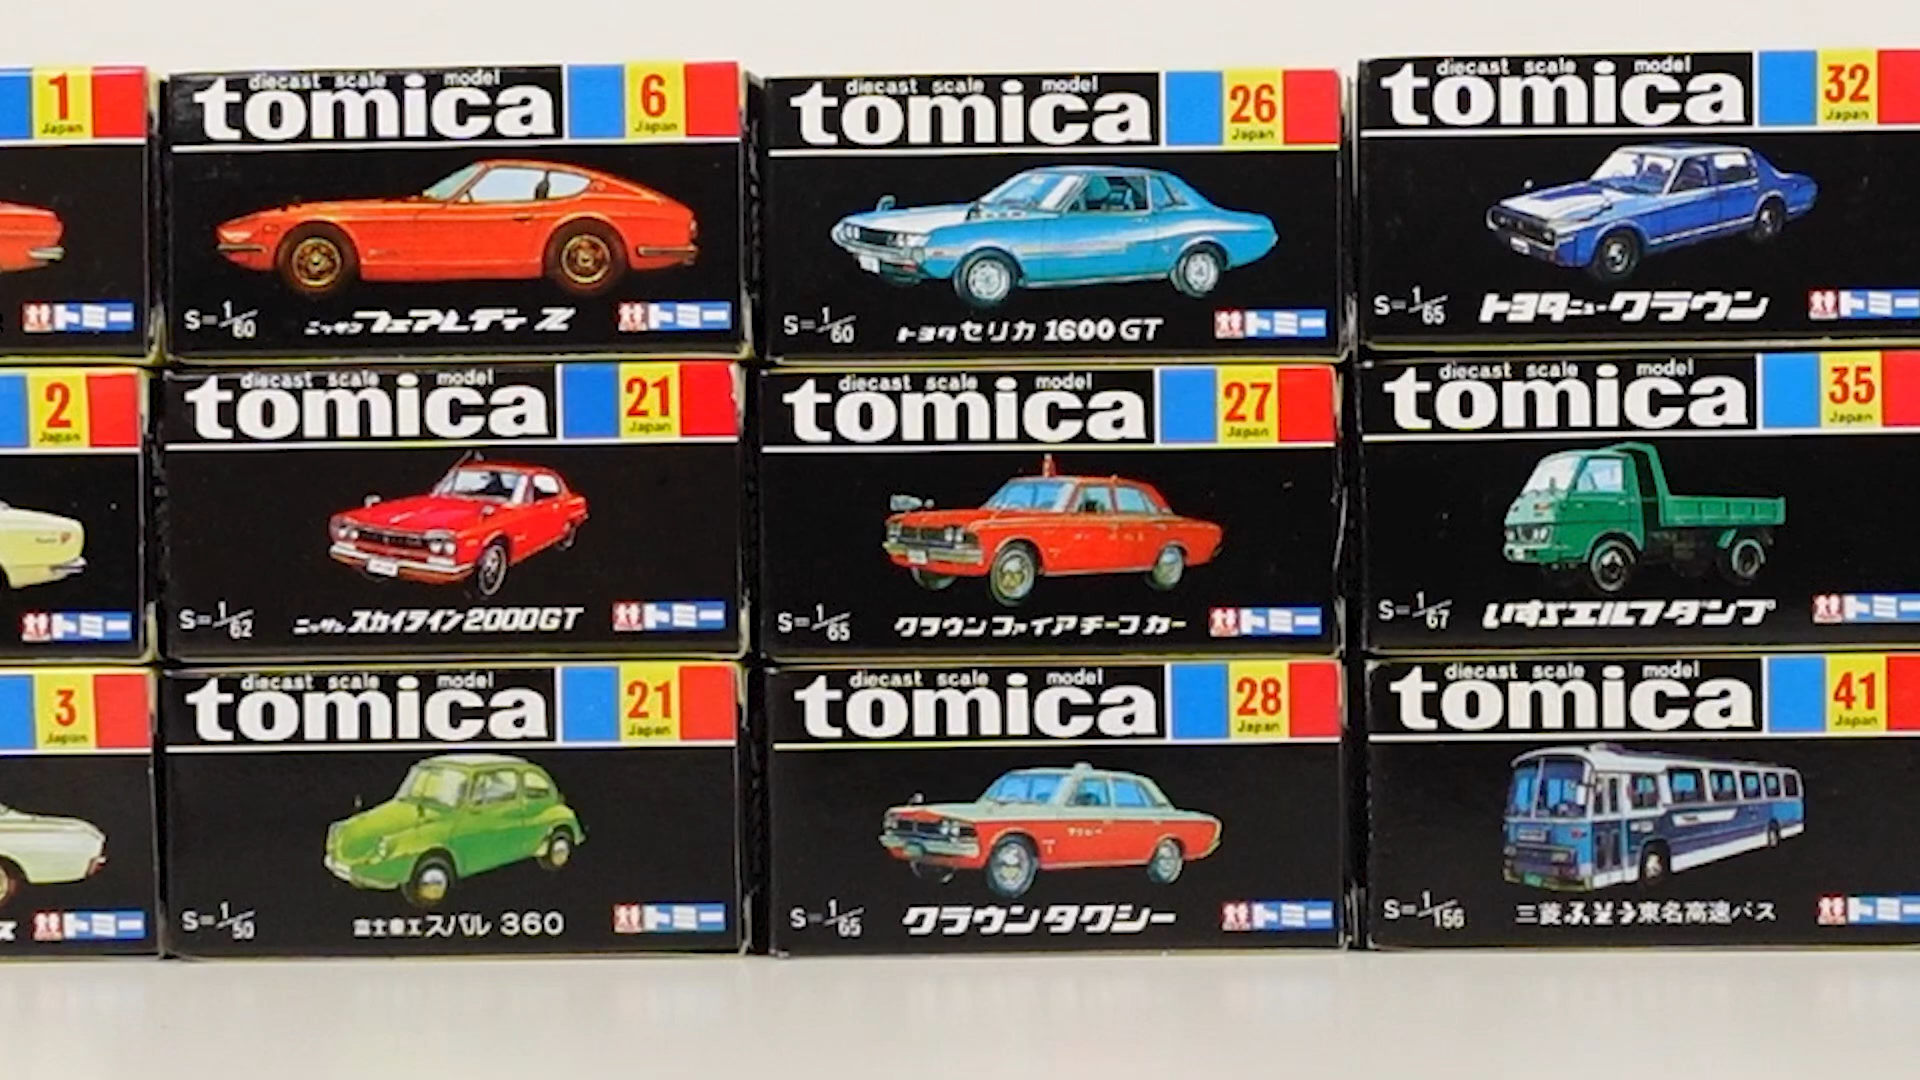 1
Japan
トミー
diecast scale model
tomica
6
Japan
S=1/60
ニッサンフェアレディ Z
トミー
diecast scale model
tomica
26
Japan
S=1/60
トヨタ セリカ 1600 GT
トミー
diecast scale model
tomica
32
Japan
S=1/65
トヨタニュークラウン
トミー
2
Japan
トミー
diecast scale model
tomica
21
Japan
S=1/62
ニッサン スカイライン2000GT
トミー
diecast scale model
tomica
27
Japan
S=1/65
クラウン ファイアチーフ カー
トミー
diecast scale model
tomica
35
Japan
S=1/67
いすゞエルフダンプ
トミー
3
Japan
ス
トミー
diecast scale model
tomica
21
Japan
S=1/50
富士重工スバル 360
トミー
diecast scale model
tomica
28
Japan
S=1/65
クラウンタクシー
トミー
diecast scale model
tomica
41
Japan
S=1/156
三菱ふそう東名高速バス
トミー